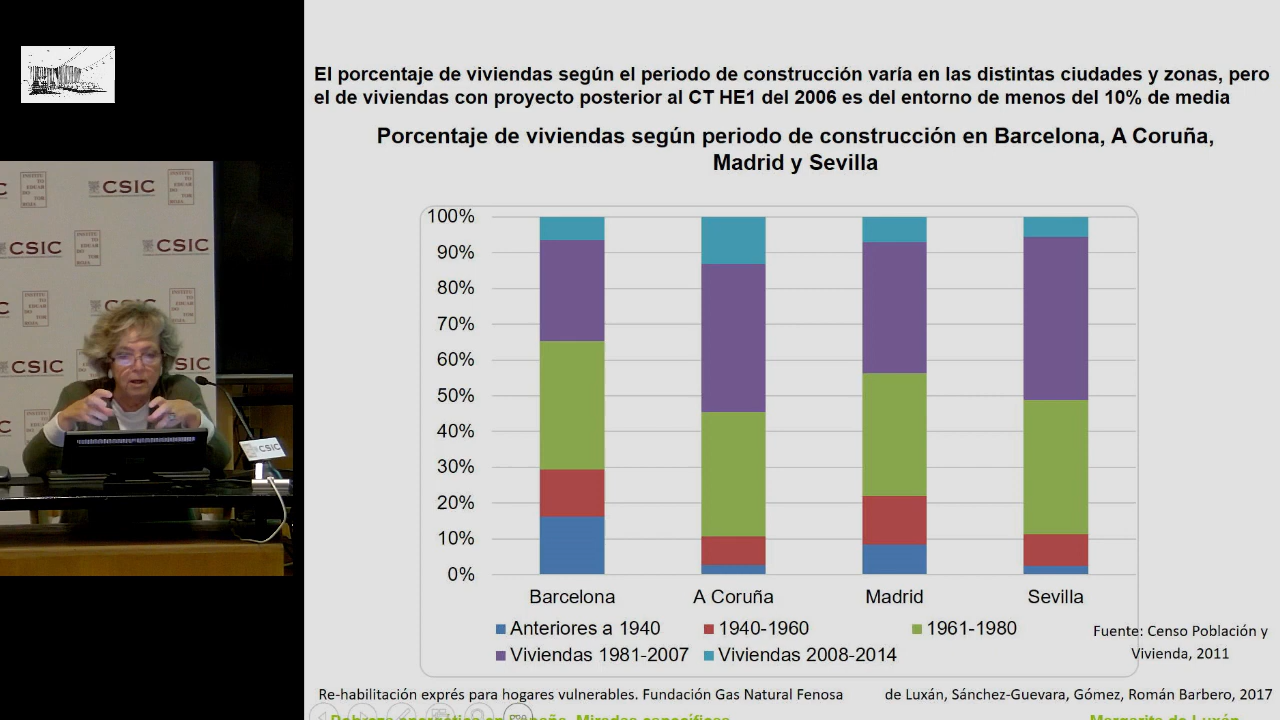 El porcentaje de viviendas según el periodo de construcción varía en las distintas ciudades y zonas, pero
el de viviendas con proyecto posterior al CT HE1 del 2006 es del entorno de menos del 10% de media
Porcentaje de viviendas según periodo de construcción en Barcelona, A Coruña,
Madrid y Sevilla
100%
90%
80%
70%
60%
50%
40%
30%
20%
10%
0%
Barcelona A Coruña Madrid Sevilla
Anteriores a 1940 1940-1960 1961-1980
Viviendas 1981-2007 Viviendas 2008-2014
Fuente: Censo Población y
Vivienda, 2011
Re-habilitación exprés para hogares vulnerables. Fundación Gas Natural Fenosa
de Luxán, Sánchez-Guevara, Gómez, Román Barbero, 2017
CSIC
CSIC
CSIC
CSIC
CSIC
CSIC
CSIC